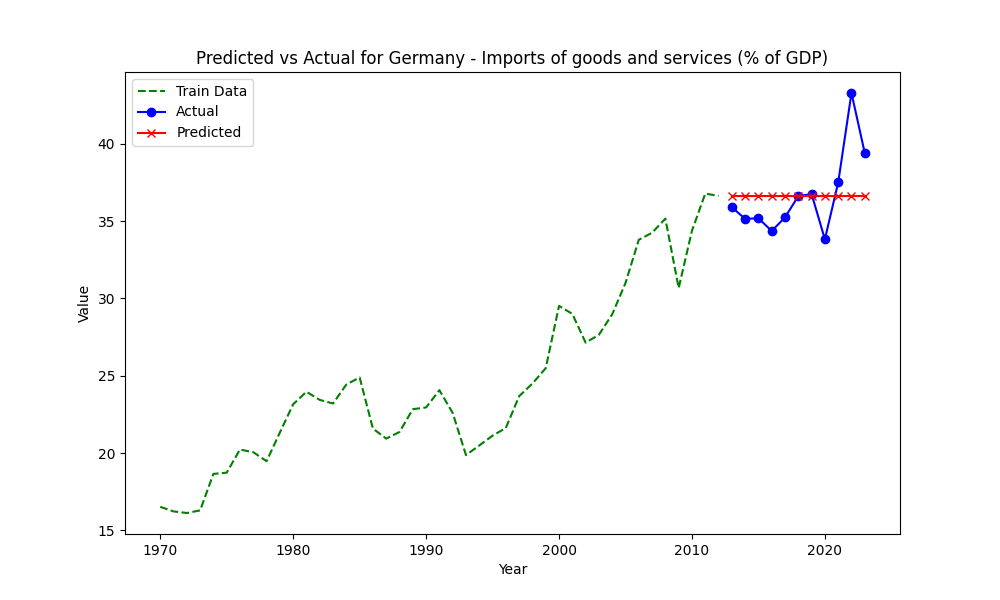 Predicted vs Actual for Germany - Imports of goods and services (% of GDP)
Train Data
Actual
Predicted
40
35
30
25
20
15
Value
1970 1980 1990 2000 2010 2020
Year